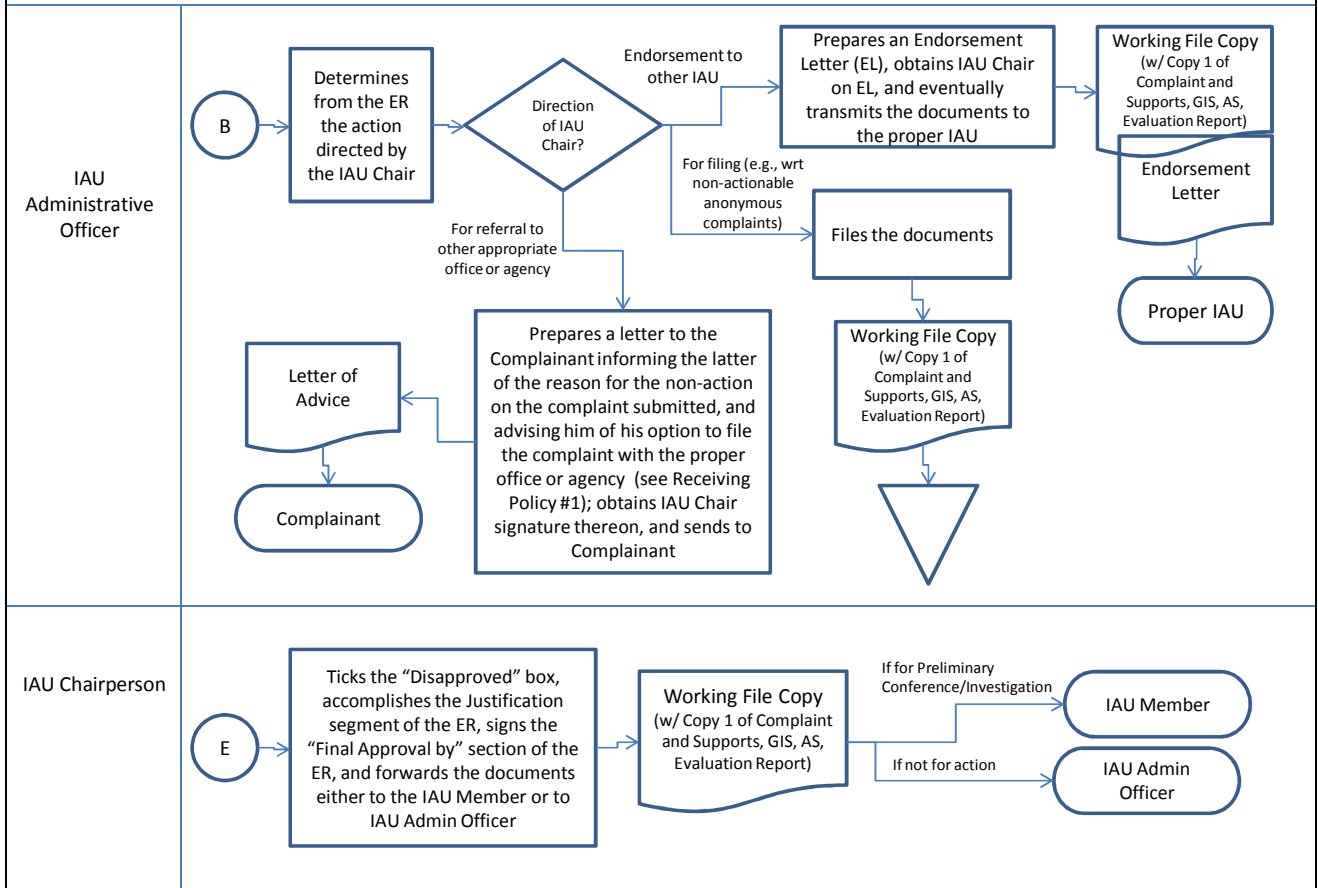 IAU
Administrative
Officer
B
Determines
from the ER
the action
directed by
the IAU Chair
Direction
of IAU
Chair?
Endorsement to
other IAU
Prepares an Endorsement
Letter (EL), obtains IAU Chair
on EL, and eventually
transmits the documents to
the proper IAU
Working File Copy
(w/ Copy 1 of
Complaint and
Supports, GIS, AS,
Evaluation Report)
Endorsement
Letter
Proper IAU
For filing (e.g., wrt
non-actionable
anonymous
complaints)
Files the documents
Working File Copy
(w/ Copy 1 of
Complaint and
Supports, GIS, AS,
Evaluation Report)
For referral to
other appropriate
office or agency
Prepares a letter to the
Complainant informing the latter
of the reason for the non-action
on the complaint submitted, and
advising him of his option to file
the complaint with the proper
office or agency (see Receiving
Policy #1); obtains IAU Chair
signature thereon, and sends to
Complainant
Letter of
Advice
Complainant
IAU Chairperson
E
Ticks the “Disapproved” box,
accomplishes the Justification
segment of the ER, signs the
“Final Approval by” section of the
ER, and forwards the documents
either to the IAU Member or to
IAU Admin Officer
Working File Copy
(w/ Copy 1 of Complaint
and Supports, GIS, AS,
Evaluation Report)
If for Preliminary
Conference/Investigation
IAU Member
If not for action
IAU Admin
Officer